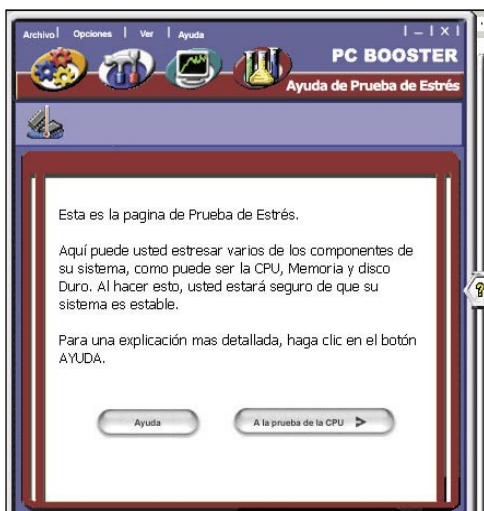 Archivo | Opciones | Ver | Ayuda
PC BOOSTER
Ayuda de Prueba de Estrés
Esta es la pagina de Prueba de Estrés.
Aquí puede usted estresar varios de los componentes de
su sistema, como puede ser la CPU, Memoria y disco
Duro. Al hacer esto, usted estará seguro de que su
sistema es estable.
Para una explicación mas detallada, haga clic en el botón
AYUDA.
Ayuda
A la prueba de la CPU